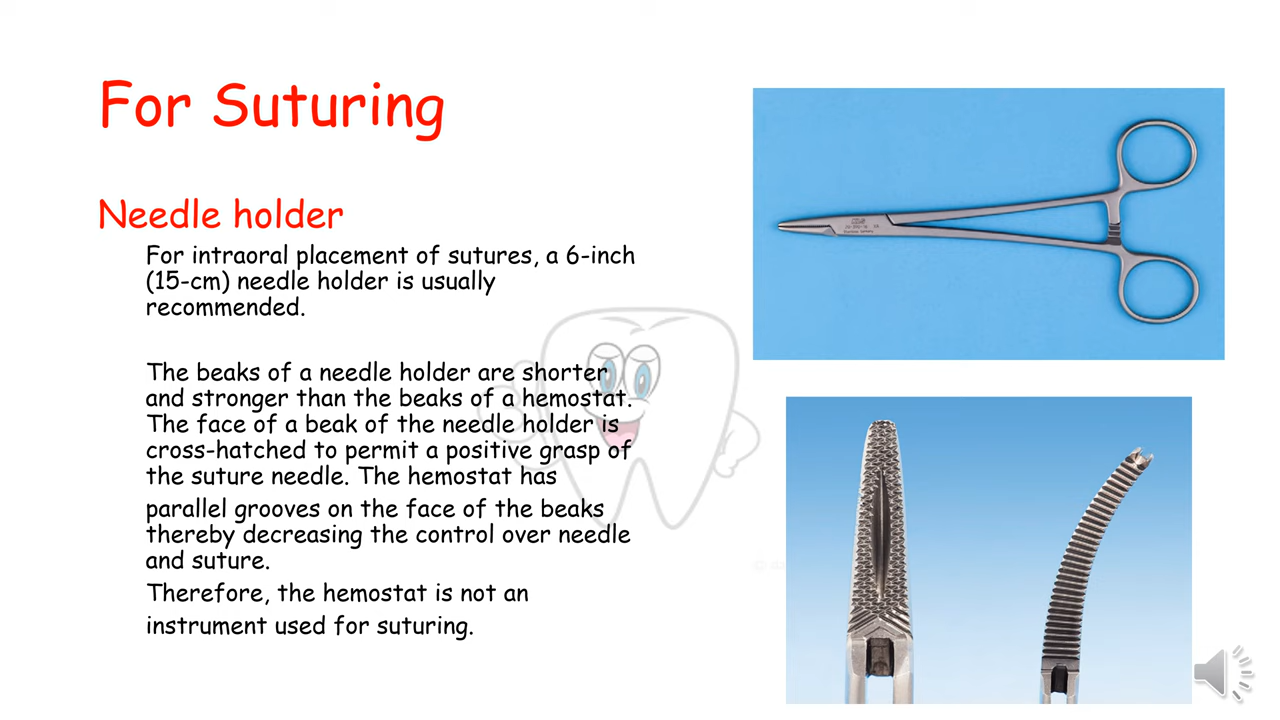 For Suturing
Needle holder
For intraoral placement of sutures, a 6-inch
(15-cm) needle holder is usually
recommended.
The beaks of a needle holder are shorter
and stronger than the beaks of a hemostat.
The face of a beak of the needle holder is
cross-hatched to permit a positive grasp of
the suture needle. The hemostat has
parallel grooves on the face of the beaks
thereby decreasing the control over needle
and suture.
Therefore, the hemostat is not an
instrument used for suturing.